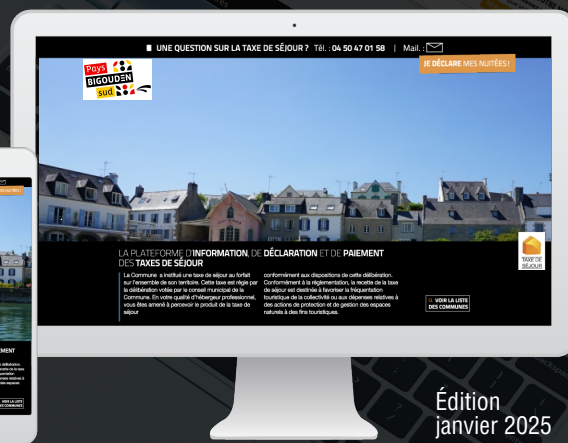 UNE QUESTION SUR LA TAXE DE SÉJOUR ? Tél. : 04 50 47 01 58 | Mail. :
JE DÉCLARE MES NUITÉES !
Pays
BIGOUDEN
sud
LA PLATEFORME D'INFORMATION, DE DÉCLARATION ET DE PAIEMENT
DES TAXES DE SÉJOUR
La Commune a institué une taxe de séjour au forfait
sur l'ensemble de son territoire. Cette taxe est régie par
la délibération votée par le conseil municipal de la
Commune. En votre qualité d'hébergeur professionnel,
vous êtes amené à percevoir le produit de la taxe de
séjour
conformément aux dispositions de cette délibération.
Conformément à la réglementation, la recette de la taxe
de séjour est destinée à favoriser la fréquentation
touristique de la collectivité ou aux dépenses relatives à
des actions de protection et de gestion des espaces
naturels à des fins touristiques.
VOIR LA LISTE
DES COMMUNES
TAXE DE
SÉJOUR
VOIR LA LISTE
DES COMMUNES
Édition
janvier 2025